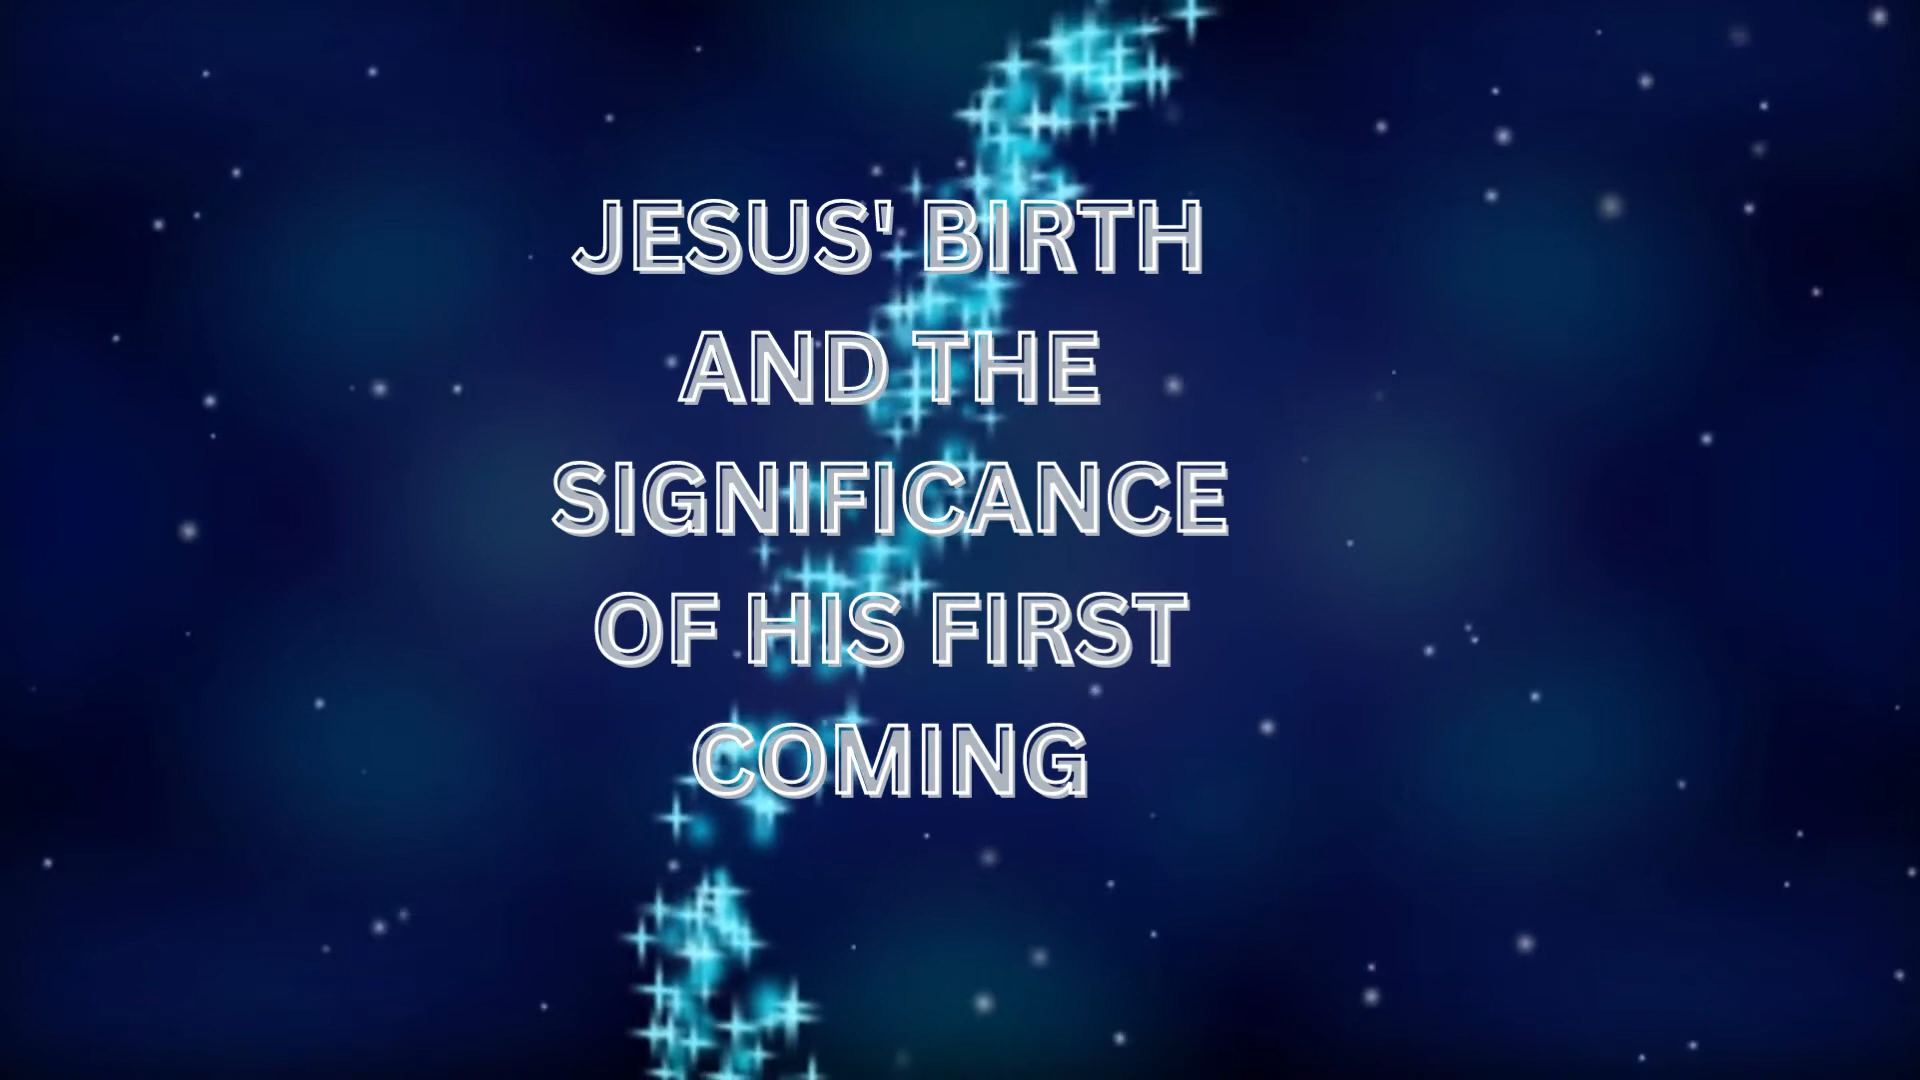 JESUS' BIRTH
AND THE
SIGNIFICANCE
OF HIS FIRST
COMING